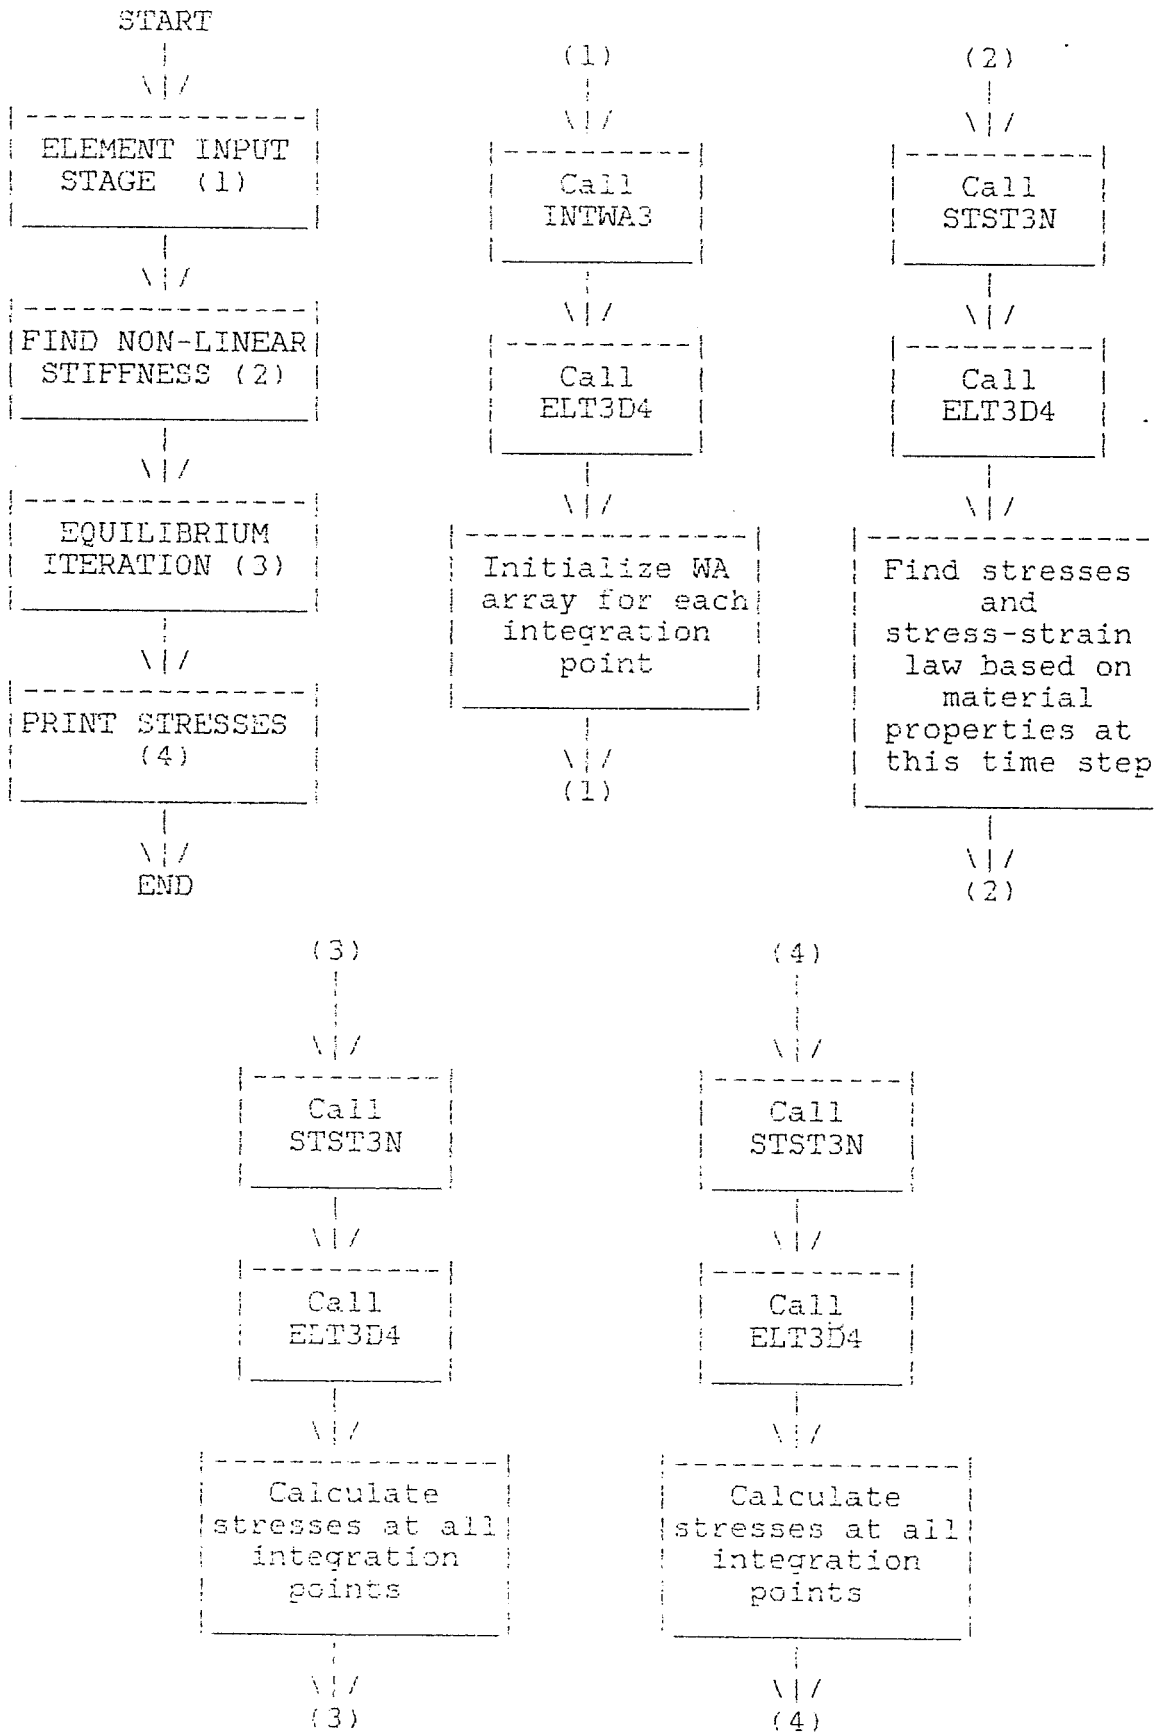 START
ELEMENT INPUT
STAGE (1)
FIND NON-LINEAR
STIFFNESS (2)
EQUILIBRIUM
ITERATION (3)
PRINT STRESSES
(4)
END
(1)
Call
INTWA3
Call
ELT3D4
Initialize WA
array for each
integration
point
(1)
(2)
Call
STST3N
Call
ELT3D4
Find stresses
and
stress-strain
law based on
material
properties at
this time step
(2)
(3)
Call
STST3N
Call
ELT3D4
Calculate
stresses at all
integration
points
(3)
(4)
Call
STST3N
Call
ELT3D4
Calculate
stresses at all
integration
points
(4)